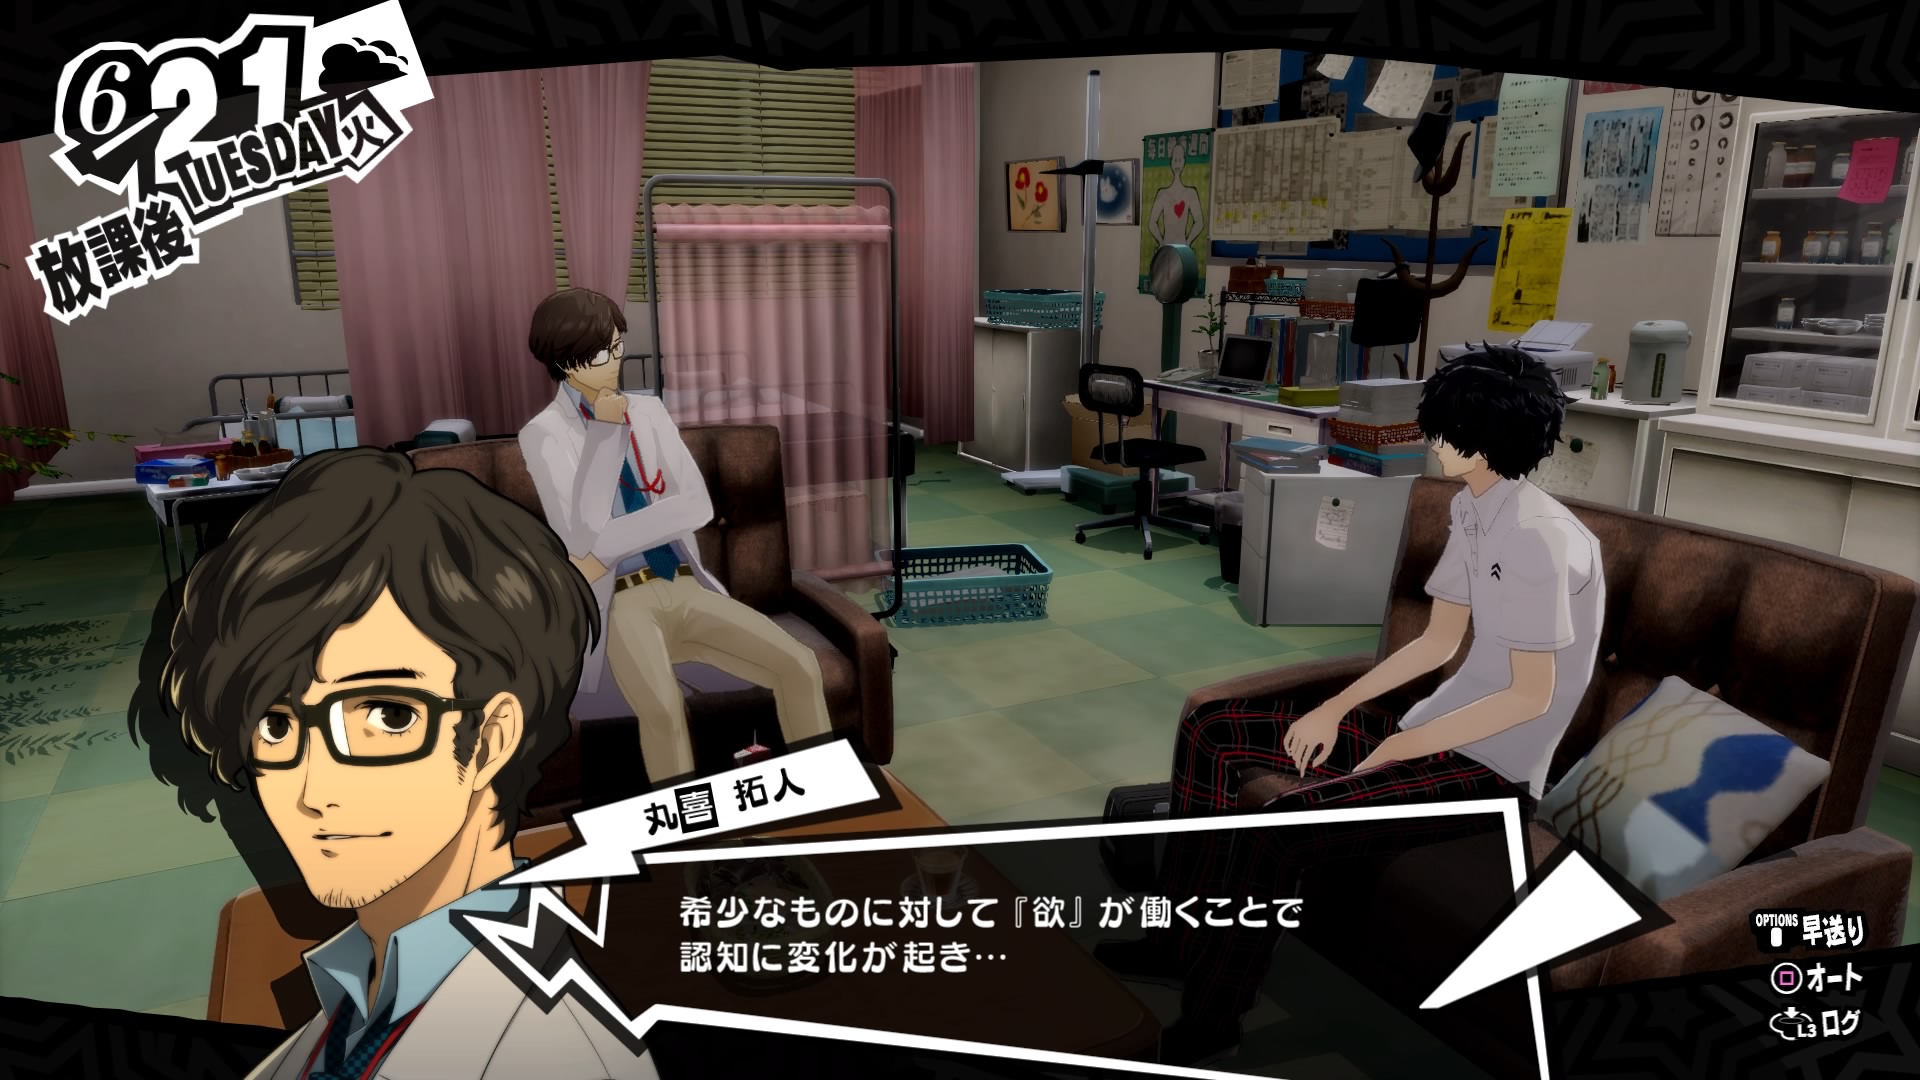 6/21
TUESDAY 火
放課後
毎日
丸喜 拓人
希少なものに対して『欲』が働くことで
認知に変化が起き…
OPTIONS 早送り
オート
L3 ログ